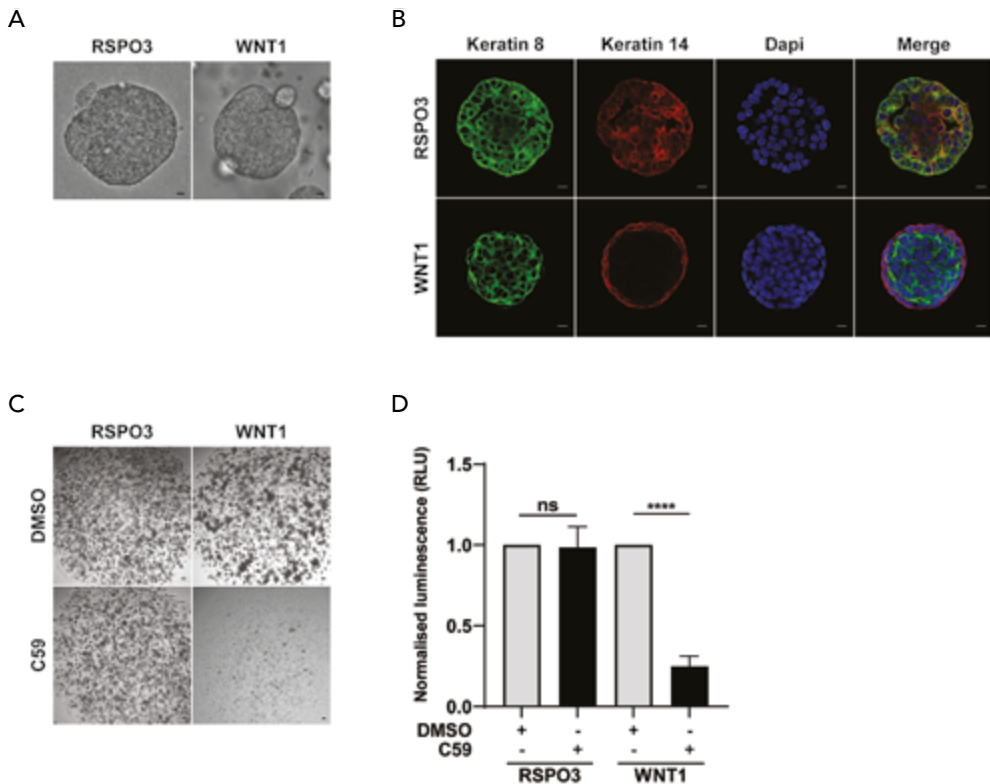 A
RSPO3 WNT1
B
Keratin 8 Keratin 14 Dapi Merge
RSPO3
WNT1
C
RSPO3 WNT1
DMSO
C59
D
Normalised luminescence (RLU)
1.5
1.0
0.5
0.0
ns ****
DMSO + - + -
C59 - + - +
RSPO3 WNT1